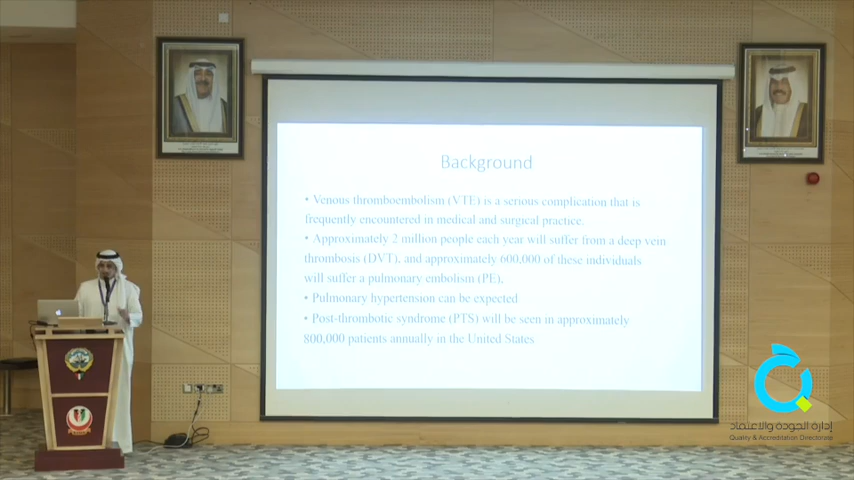 Background
• Venous thromboembolism (VTE) is a serious complication that is
frequently encountered in medical and surgical practice.
• Approximately 2 million people each year will suffer from a deep vein
thrombosis (DVT), and approximately 600,000 of these individuals
will suffer a pulmonary embolism (PE),
• Pulmonary hypertension can be expected
• Post-thrombotic syndrome (PTS) will be seen in approximately
800,000 patients annually in the United States
إدارة الجودة والاعتماد
Quality & Accreditation Directorate